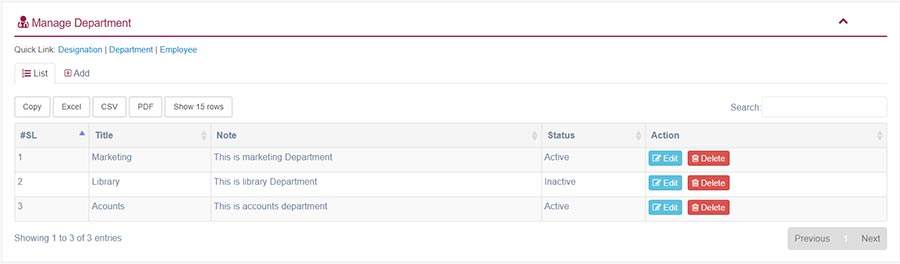 Manage Department
Quick Link: Designation | Department | Employee
List Add
Copy Excel CSV PDF Show 15 rows Search:
#SL Title Note Status Action
1 Marketing This is marketing Department Active Edit Delete
2 Library This is library Department Inactive Edit Delete
3 Acounts This is accounts department Active Edit Delete
Showing 1 to 3 of 3 entries Previous 1 Next